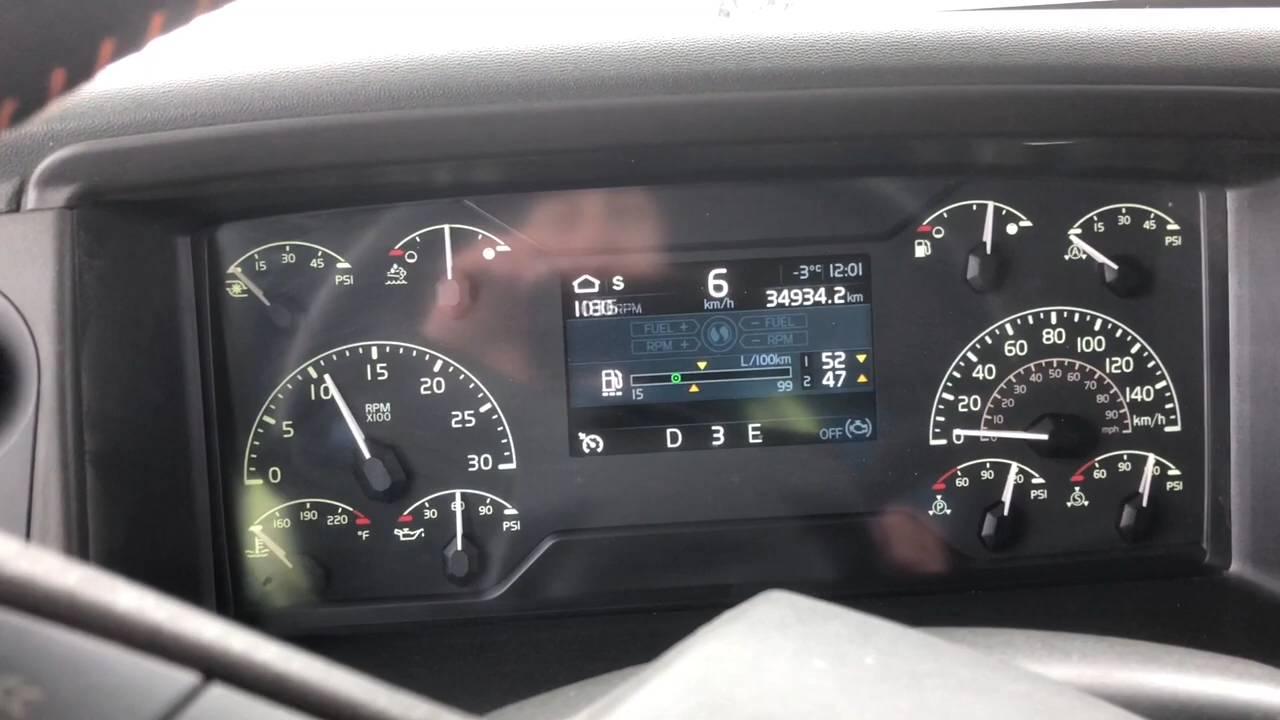 15 30 45 PSI
15 30 45 PSI
S 6 km/h -3°C 12:01
RPM 34934.2 km
FUEL + - FUEL
RPM + - RPM
L/100km 1 52
15 99 2 47
D 3 E OFF
0 5 10 15 20 25 30
RPM
X100
0 20 40 60 80 100 120 140 km/h
10 20 30 40 50 60 70 80 90 mph
160 190 220 °F
30 60 90 PSI
P 60 90 PSI
S 60 90 PSI
A